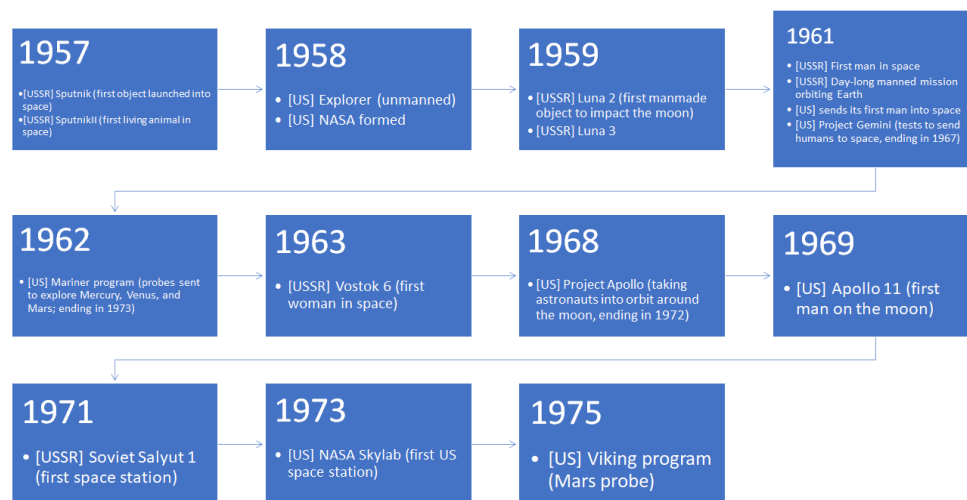 1957
•[USSR] Sputnik (first object launched into
space)
•[USSR] SputnikII (first living animal in
space)
1958
• [US] Explorer (unmanned)
• [US] NASA formed
1959
• [USSR] Luna 2 (first manmade
object to impact the moon)
• [USSR] Luna 3
1961
• [USSR] First man in space
• [USSR] Day-long manned mission
orbiting Earth
• [US] sends its first man into space
• [US] Project Gemini (tests to send
humans to space, ending in 1967)
1962
• [US] Mariner program (probes sent
to explore Mercury, Venus, and
Mars; ending in 1973)
1963
• [USSR] Vostok 6 (first
woman in space)
1968
• [US] Project Apollo (taking
astronauts into orbit around
the moon, ending in 1972)
1969
• [US] Apollo 11 (first
man on the moon)
1971
• [USSR] Soviet Salyut 1
(first space station)
1973
• [US] NASA Skylab (first US
space station)
1975
• [US] Viking program
(Mars probe)